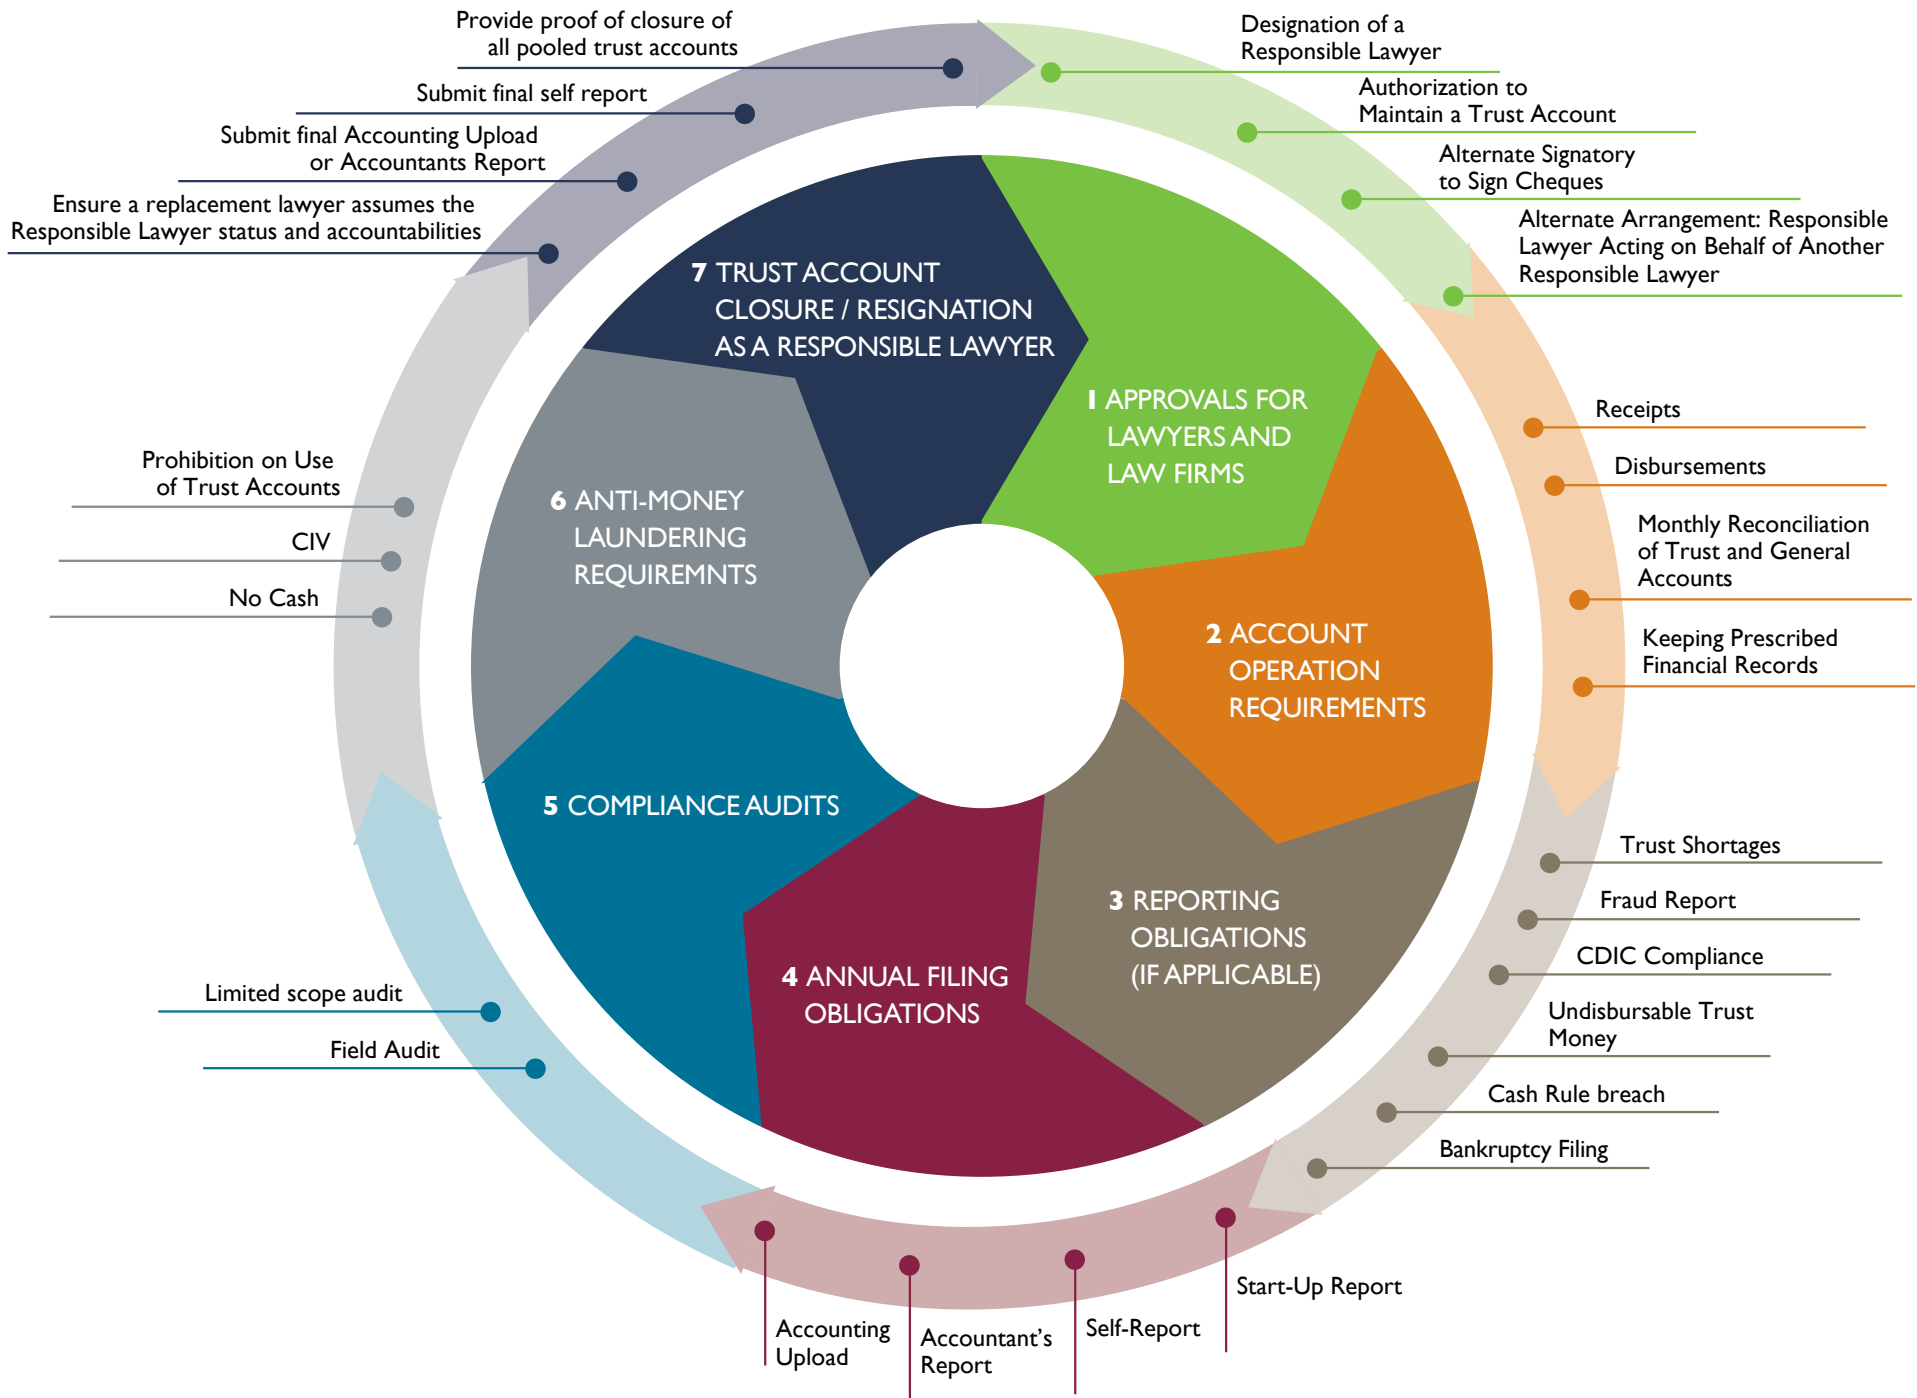 Provide proof of closure of
all pooled trust accounts
Submit final self report
Submit final Accounting Upload
or Accountants Report
Ensure a replacement lawyer assumes the
Responsible Lawyer status and accountabilities
Designation of a
Responsible Lawyer
Authorization to
Maintain a Trust Account
Alternate Signatory
to Sign Cheques
Alternate Arrangement: Responsible
Lawyer Acting on Behalf of Another
Responsible Lawyer
7 TRUST ACCOUNT
CLOSURE / RESIGNATION
AS A RESPONSIBLE LAWYER
1 APPROVALS FOR
LAWYERS AND
LAW FIRMS
Receipts
Disbursements
Monthly Reconciliation
of Trust and General
Accounts
Keeping Prescribed
Financial Records
Prohibition on Use
of Trust Accounts
CIV
No Cash
6 ANTI-MONEY
LAUNDERING
REQUIREMNTS
2 ACCOUNT
OPERATION
REQUIREMENTS
5 COMPLIANCE AUDITS
3 REPORTING
OBLIGATIONS
(IF APPLICABLE)
4 ANNUAL FILING
OBLIGATIONS
Trust Shortages
Fraud Report
CDIC Compliance
Undisbursable Trust
Money
Cash Rule breach
Bankruptcy Filing
Limited scope audit
Field Audit
Accounting
Upload
Accountant's
Report
Self-Report
Start-Up Report